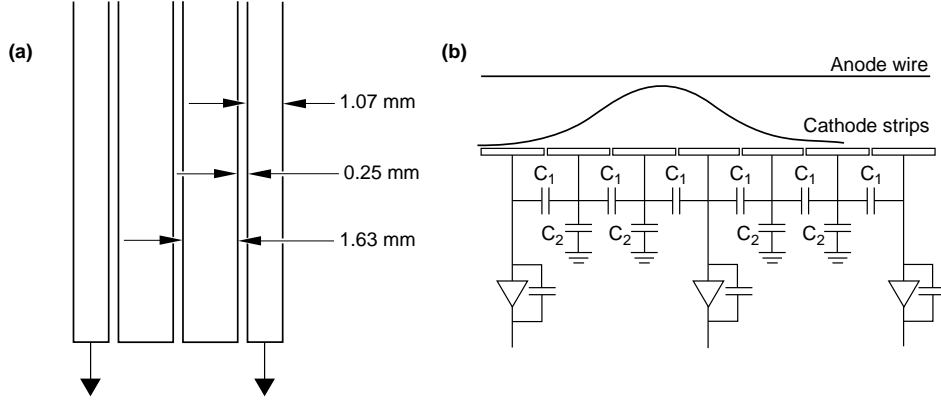 (a)
1.07 mm
0.25 mm
1.63 mm
(b)
Anode wire
Cathode strips
C1 C1 C1 C1 C1 C1
C2 C2 C2 C2